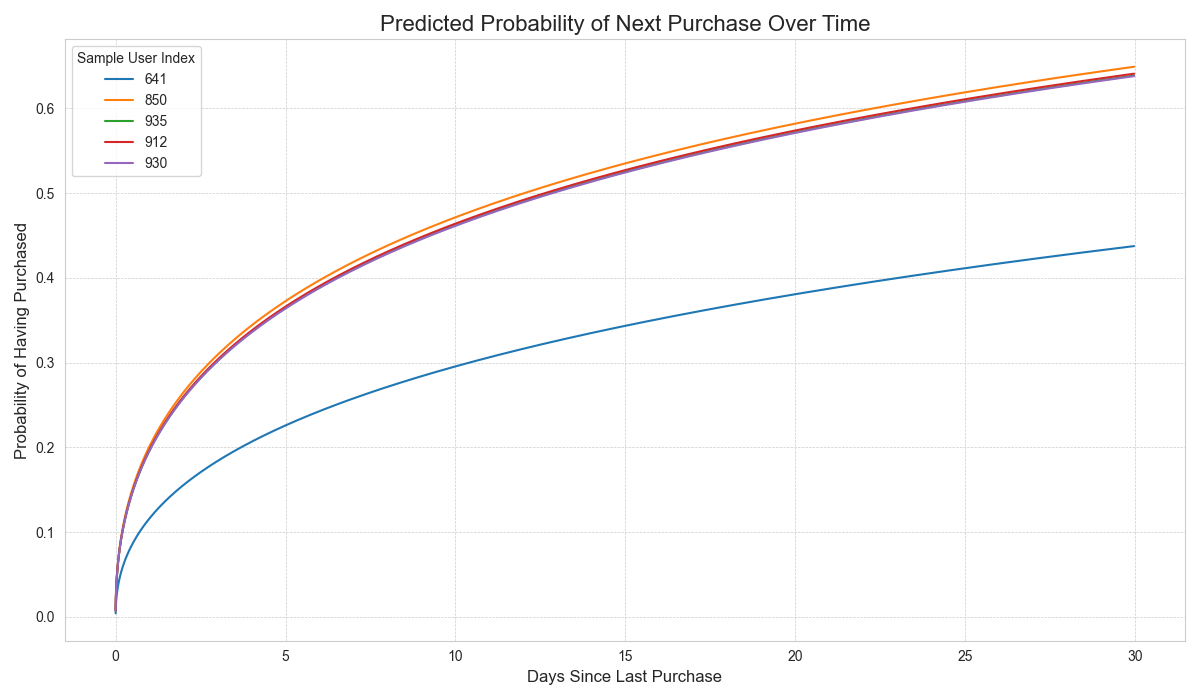 Predicted Probability of Next Purchase Over Time
Sample User Index
641
850
935
912
930
Probability of Having Purchased
0.6
0.5
0.4
0.3
0.2
0.1
0.0
0 5 10 15 20 25 30
Days Since Last Purchase